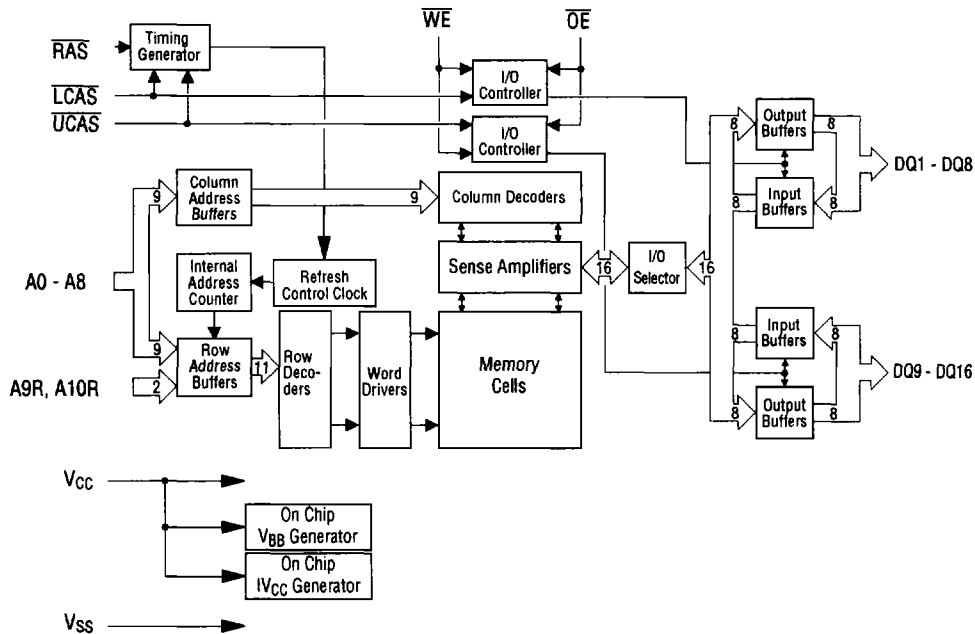 WE
OE
RAS
Timing
Generator
LCAS
UCAS
I/O
Controller
I/O
Controller
8
Output
Buffers
8
DQ1 - DQ8
8
Input
Buffers
8
9
Column
Address
Buffers
9
Column Decoders
A0 - A8
Internal
Address
Counter
Refresh
Control Clock
Sense Amplifiers
16
I/O
Selector
16
9
Row
Address
Buffers
11
Row
Deco-
ders
Word
Drivers
Memory
Cells
A9R, A10R
2
8
Input
Buffers
8
DQ9 - DQ16
8
Output
Buffers
8
VCC
On Chip
VBB Generator
On Chip
IVCC Generator
VSS